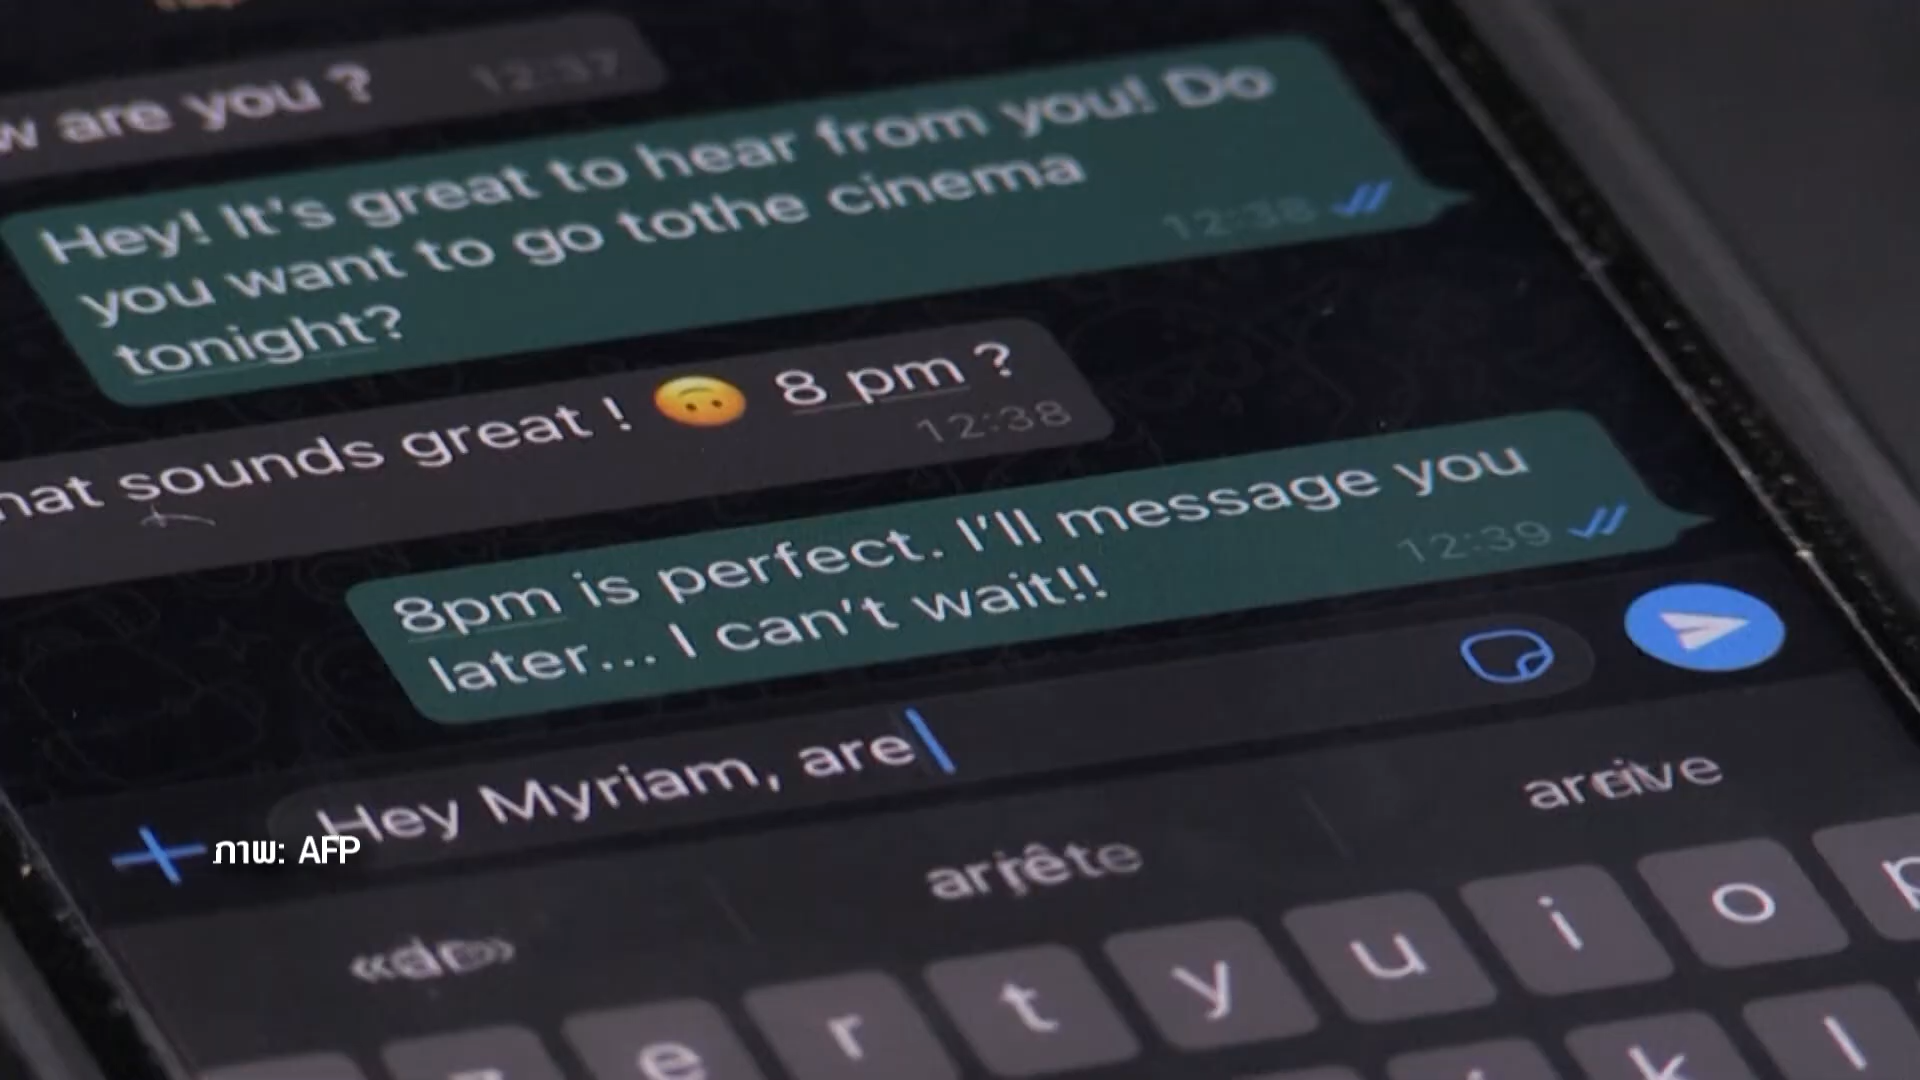 are you ? 12:37
Hey! It's great to hear from you! Do
you want to go tothe cinema
tonight? 12:38
sounds great ! 🙃 8 pm ?
12:38
8pm is perfect. I'll message you
later... I can't wait!! 12:39
Hey Myriam, are
ภาพ: AFP
arrête
e r t y u i o p
k l